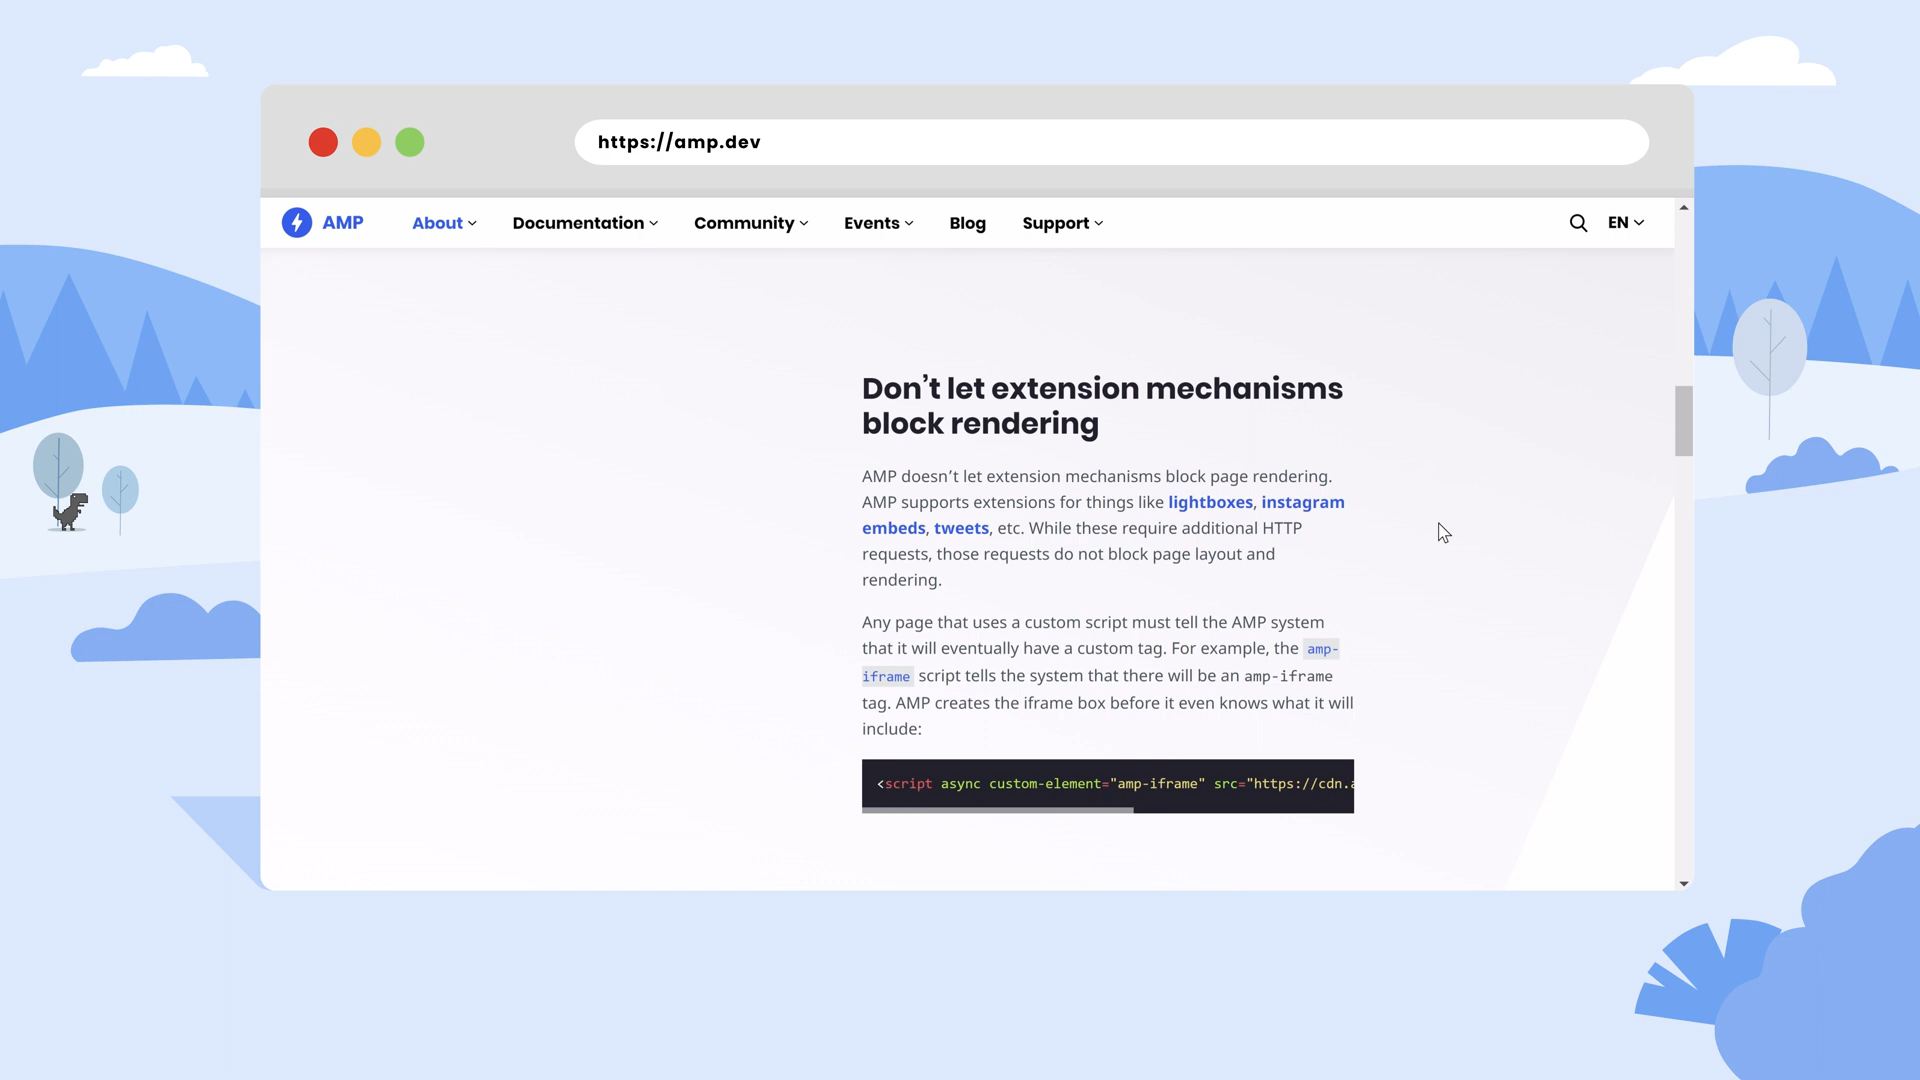 https://amp.dev
AMP About Documentation Community Events Blog Support EN
Don’t let extension mechanisms
block rendering
AMP doesn’t let extension mechanisms block page rendering.
AMP supports extensions for things like lightboxes, instagram
embeds, tweets, etc. While these require additional HTTP
requests, those requests do not block page layout and
rendering.
Any page that uses a custom script must tell the AMP system
that it will eventually have a custom tag. For example, the amp-
iframe script tells the system that there will be an amp-iframe
tag. AMP creates the iframe box before it even knows what it will
include:
<script async custom-element="amp-iframe" src="https://cdn.a